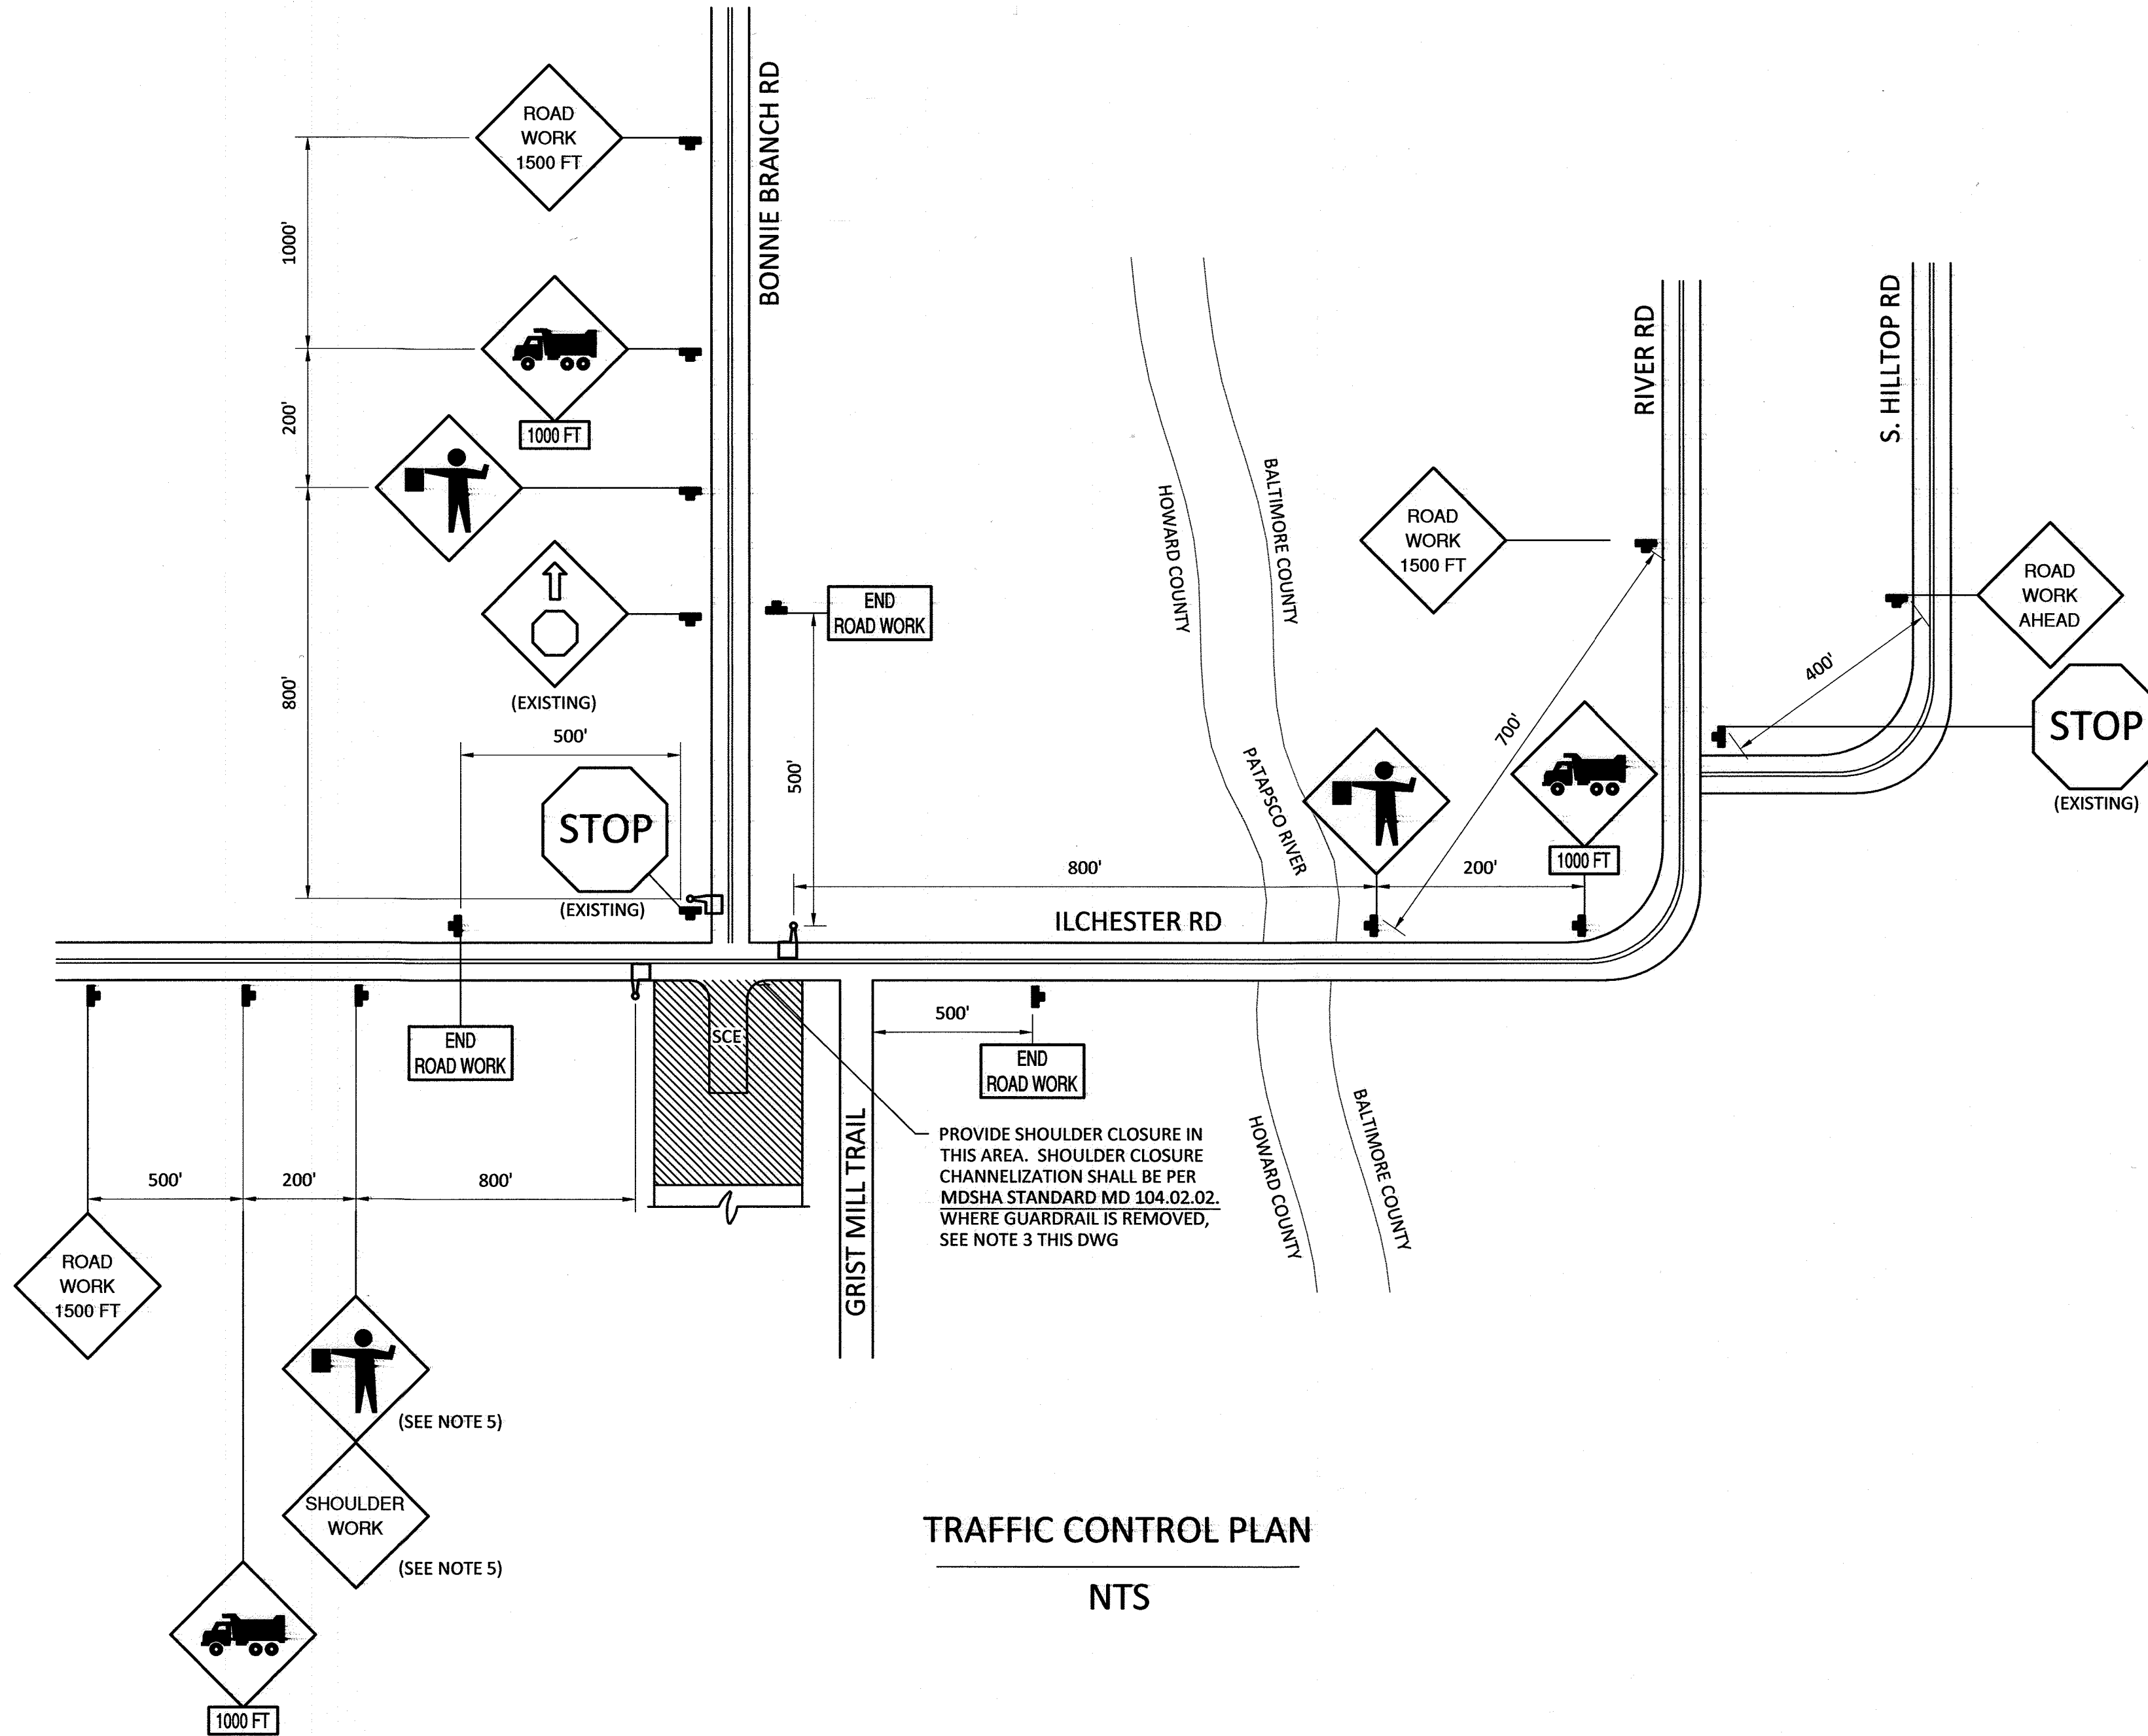 BONNIE BRANCH RD
ROAD
WORK
1500 FT
1000'
1000 FT
200'
800'
(EXISTING)
500'
STOP
(EXISTING)
END
ROAD WORK
500'
HOWARD COUNTY
BALTIMORE COUNTY
PATAPSCO RIVER
RIVER RD
S. HILLTOP RD
ROAD
WORK
1500 FT
700'
ROAD
WORK
AHEAD
400'
STOP
(EXISTING)
1000 FT
800'
200'
ILCHESTER RD
SCE
END
ROAD WORK
500'
END
ROAD WORK
GRIST MILL TRAIL
PROVIDE SHOULDER CLOSURE IN
THIS AREA. SHOULDER CLOSURE
CHANNELIZATION SHALL BE PER
MDSHA STANDARD MD 104.02.02.
WHERE GUARDRAIL IS REMOVED,
SEE NOTE 3 THIS DWG
HOWARD COUNTY
BALTIMORE COUNTY
500'
200'
800'
ROAD
WORK
1500 FT
(SEE NOTE 5)
SHOULDER
WORK
(SEE NOTE 5)
1000 FT
TRAFFIC CONTROL PLAN
NTS